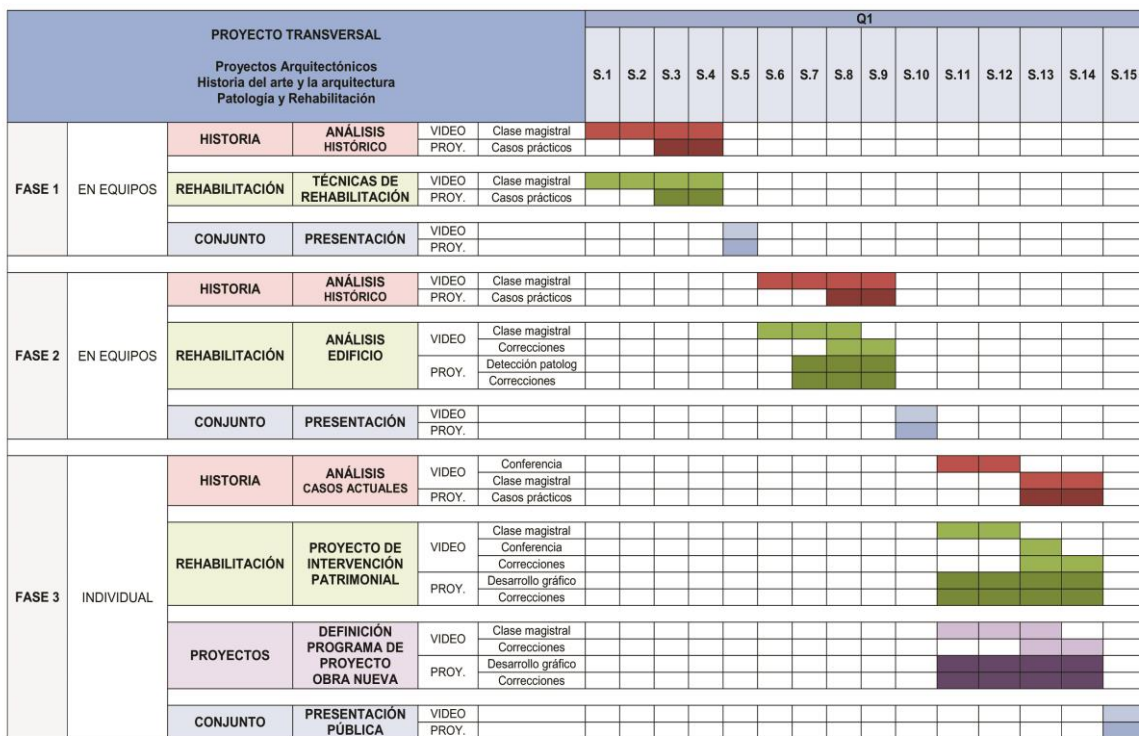 PROYECTO TRANSVERSAL
Proyectos Arquitectónicos
Historia del arte y la arquitectura
Patología y Rehabilitación
Q1
S.1 S.2 S.3 S.4 S.5 S.6 S.7 S.8 S.9 S.10 S.11 S.12 S.13 S.14 S.15
FASE 1
EN EQUIPOS
HISTORIA
ANÁLISIS
HISTÓRICO
VIDEO Clase magistral
PROY. Casos prácticos
REHABILITACIÓN
TÉCNICAS DE
REHABILITACIÓN
VIDEO Clase magistral
PROY. Casos prácticos
CONJUNTO
PRESENTACIÓN
VIDEO
PROY.
FASE 2
EN EQUIPOS
HISTORIA
ANÁLISIS
HISTÓRICO
VIDEO Clase magistral
PROY. Casos prácticos
REHABILITACIÓN
ANÁLISIS
EDIFICIO
VIDEO
Clase magistral
Correcciones
PROY.
Detección patolog
Correcciones
CONJUNTO
PRESENTACIÓN
VIDEO
PROY.
FASE 3
INDIVIDUAL
HISTORIA
ANÁLISIS
CASOS ACTUALES
VIDEO
Conferencia
Clase magistral
PROY. Casos prácticos
REHABILITACIÓN
PROYECTO DE
INTERVENCIÓN
PATRIMONIAL
VIDEO
Clase magistral
Conferencia
Correcciones
PROY.
Desarrollo gráfico
Correcciones
PROYECTOS
DEFINICIÓN
PROGRAMA DE
PROYECTO
OBRA NUEVA
VIDEO
Clase magistral
Correcciones
PROY.
Desarrollo gráfico
Correcciones
CONJUNTO
PRESENTACIÓN
PÚBLICA
VIDEO
PROY.